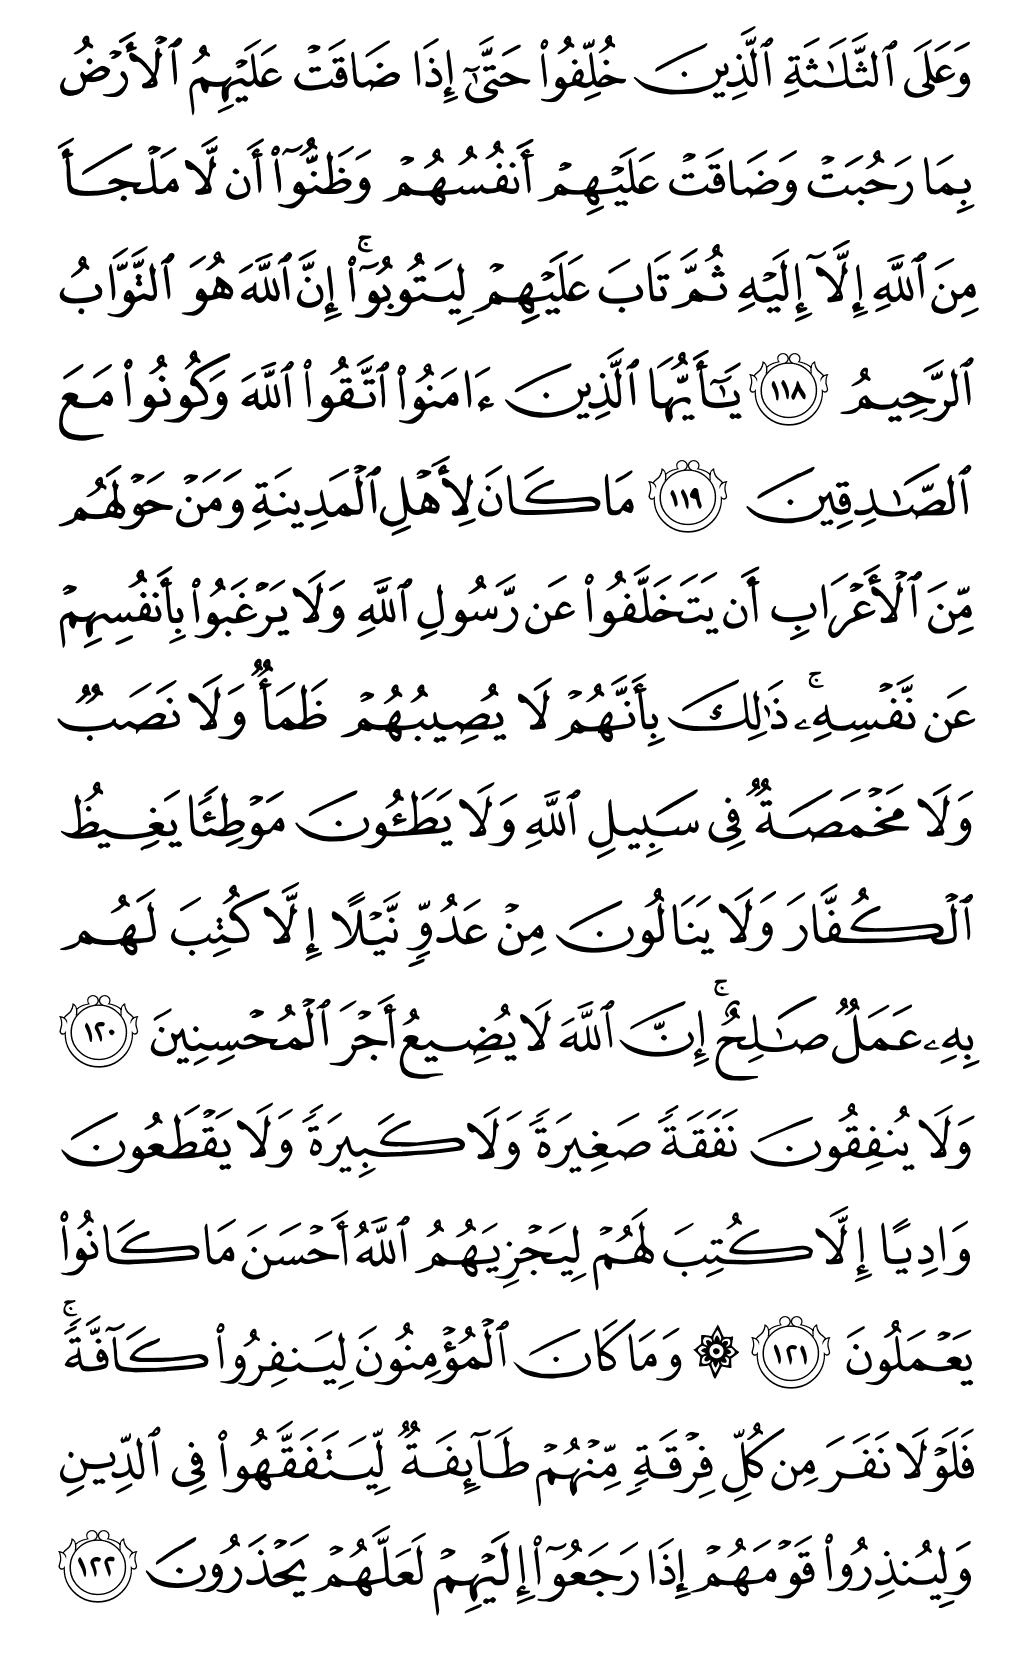 وَعَلَى ٱلثَّلَٰثَةِ ٱلَّذِينَ خُلِّفُوا۟ حَتَّىٰٓ إِذَا ضَاقَتْ عَلَيْهِمُ ٱلْأَرْضُ
بِمَا رَحُبَتْ وَضَاقَتْ عَلَيْهِمْ أَنفُسُهُمْ وَظَنُّوٓا۟ أَن لَّا مَلْجَأَ
مِنَ ٱللَّهِ إِلَّآ إِلَيْهِ ثُمَّ تَابَ عَلَيْهِمْ لِيَتُوبُوٓا۟ ۚ إِنَّ ٱللَّهَ هُوَ ٱلتَّوَّابُ
ٱلرَّحِيمُ ١١٨ يَٰٓأَيُّهَا ٱلَّذِينَ ءَامَنُوا۟ ٱتَّقُوا۟ ٱللَّهَ وَكُونُوا۟ مَعَ
ٱلصَّٰدِقِينَ ١١٩ مَا كَانَ لِأَهْلِ ٱلْمَدِينَةِ وَمَنْ حَوْلَهُم
مِّنَ ٱلْأَعْرَابِ أَن يَتَخَلَّفُوا۟ عَن رَّسُولِ ٱللَّهِ وَلَا يَرْغَبُوا۟ بِأَنفُسِهِمْ
عَن نَّفْسِهِۦ ۚ ذَٰلِكَ بِأَنَّهُمْ لَا يُصِيبُهُمْ ظَمَأٌ وَلَا نَصَبٌ
وَلَا مَخْمَصَةٌ فِى سَبِيلِ ٱللَّهِ وَلَا يَطَـُٔونَ مَوْطِئًا يَغِيظُ
ٱلْكُفَّارَ وَلَا يَنَالُونَ مِنْ عَدُوٍّ نَّيْلًا إِلَّا كُتِبَ لَهُم
بِهِۦ عَمَلٌ صَٰلِحٌ ۚ إِنَّ ٱللَّهَ لَا يُضِيعُ أَجْرَ ٱلْمُحْسِنِينَ ١٢٠
وَلَا يُنفِقُونَ نَفَقَةً صَغِيرَةً وَلَا كَبِيرَةً وَلَا يَقْطَعُونَ
وَادِيًا إِلَّا كُتِبَ لَهُمْ لِيَجْزِيَهُمُ ٱللَّهُ أَحْسَنَ مَا كَانُوا۟
يَعْمَلُونَ ١٢١ ۞ وَمَا كَانَ ٱلْمُؤْمِنُونَ لِيَنفِرُوا۟ كَآفَّةً ۚ
فَلَوْلَا نَفَرَ مِن كُلِّ فِرْقَةٍ مِّنْهُمْ طَآئِفَةٌ لِّيَتَفَقَّهُوا۟ فِى ٱلدِّينِ
وَلِيُنذِرُوا۟ قَوْمَهُمْ إِذَا رَجَعُوٓا۟ إِلَيْهِمْ لَعَلَّهُمْ يَحْذَرُونَ ١٢٢